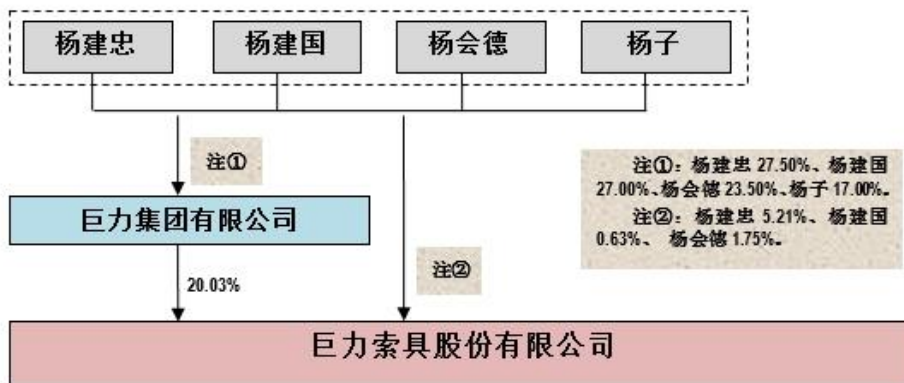 杨建忠
杨建国
杨会德
杨子
注①
注①：杨建忠 27.50%、杨建国
27.00%、杨会德 23.50%、杨子 17.00%。
注②：杨建忠 5.21%、杨建国
0.63%、 杨会德 1.75%。
巨力集团有限公司
注②
20.03%
巨力索具股份有限公司